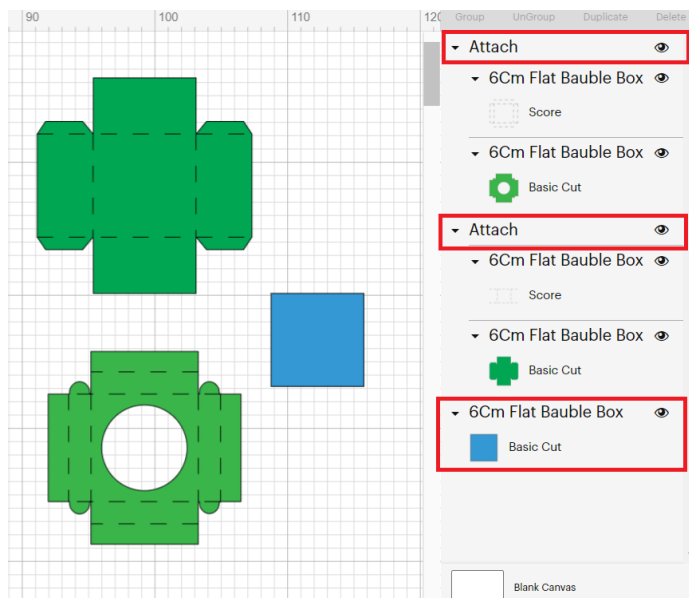 90 100 110 120
Group UnGroup Duplicate Delete
Attach
6Cm Flat Bauble Box
Score
6Cm Flat Bauble Box
Basic Cut
Attach
6Cm Flat Bauble Box
Score
6Cm Flat Bauble Box
Basic Cut
6Cm Flat Bauble Box
Basic Cut
Blank Canvas